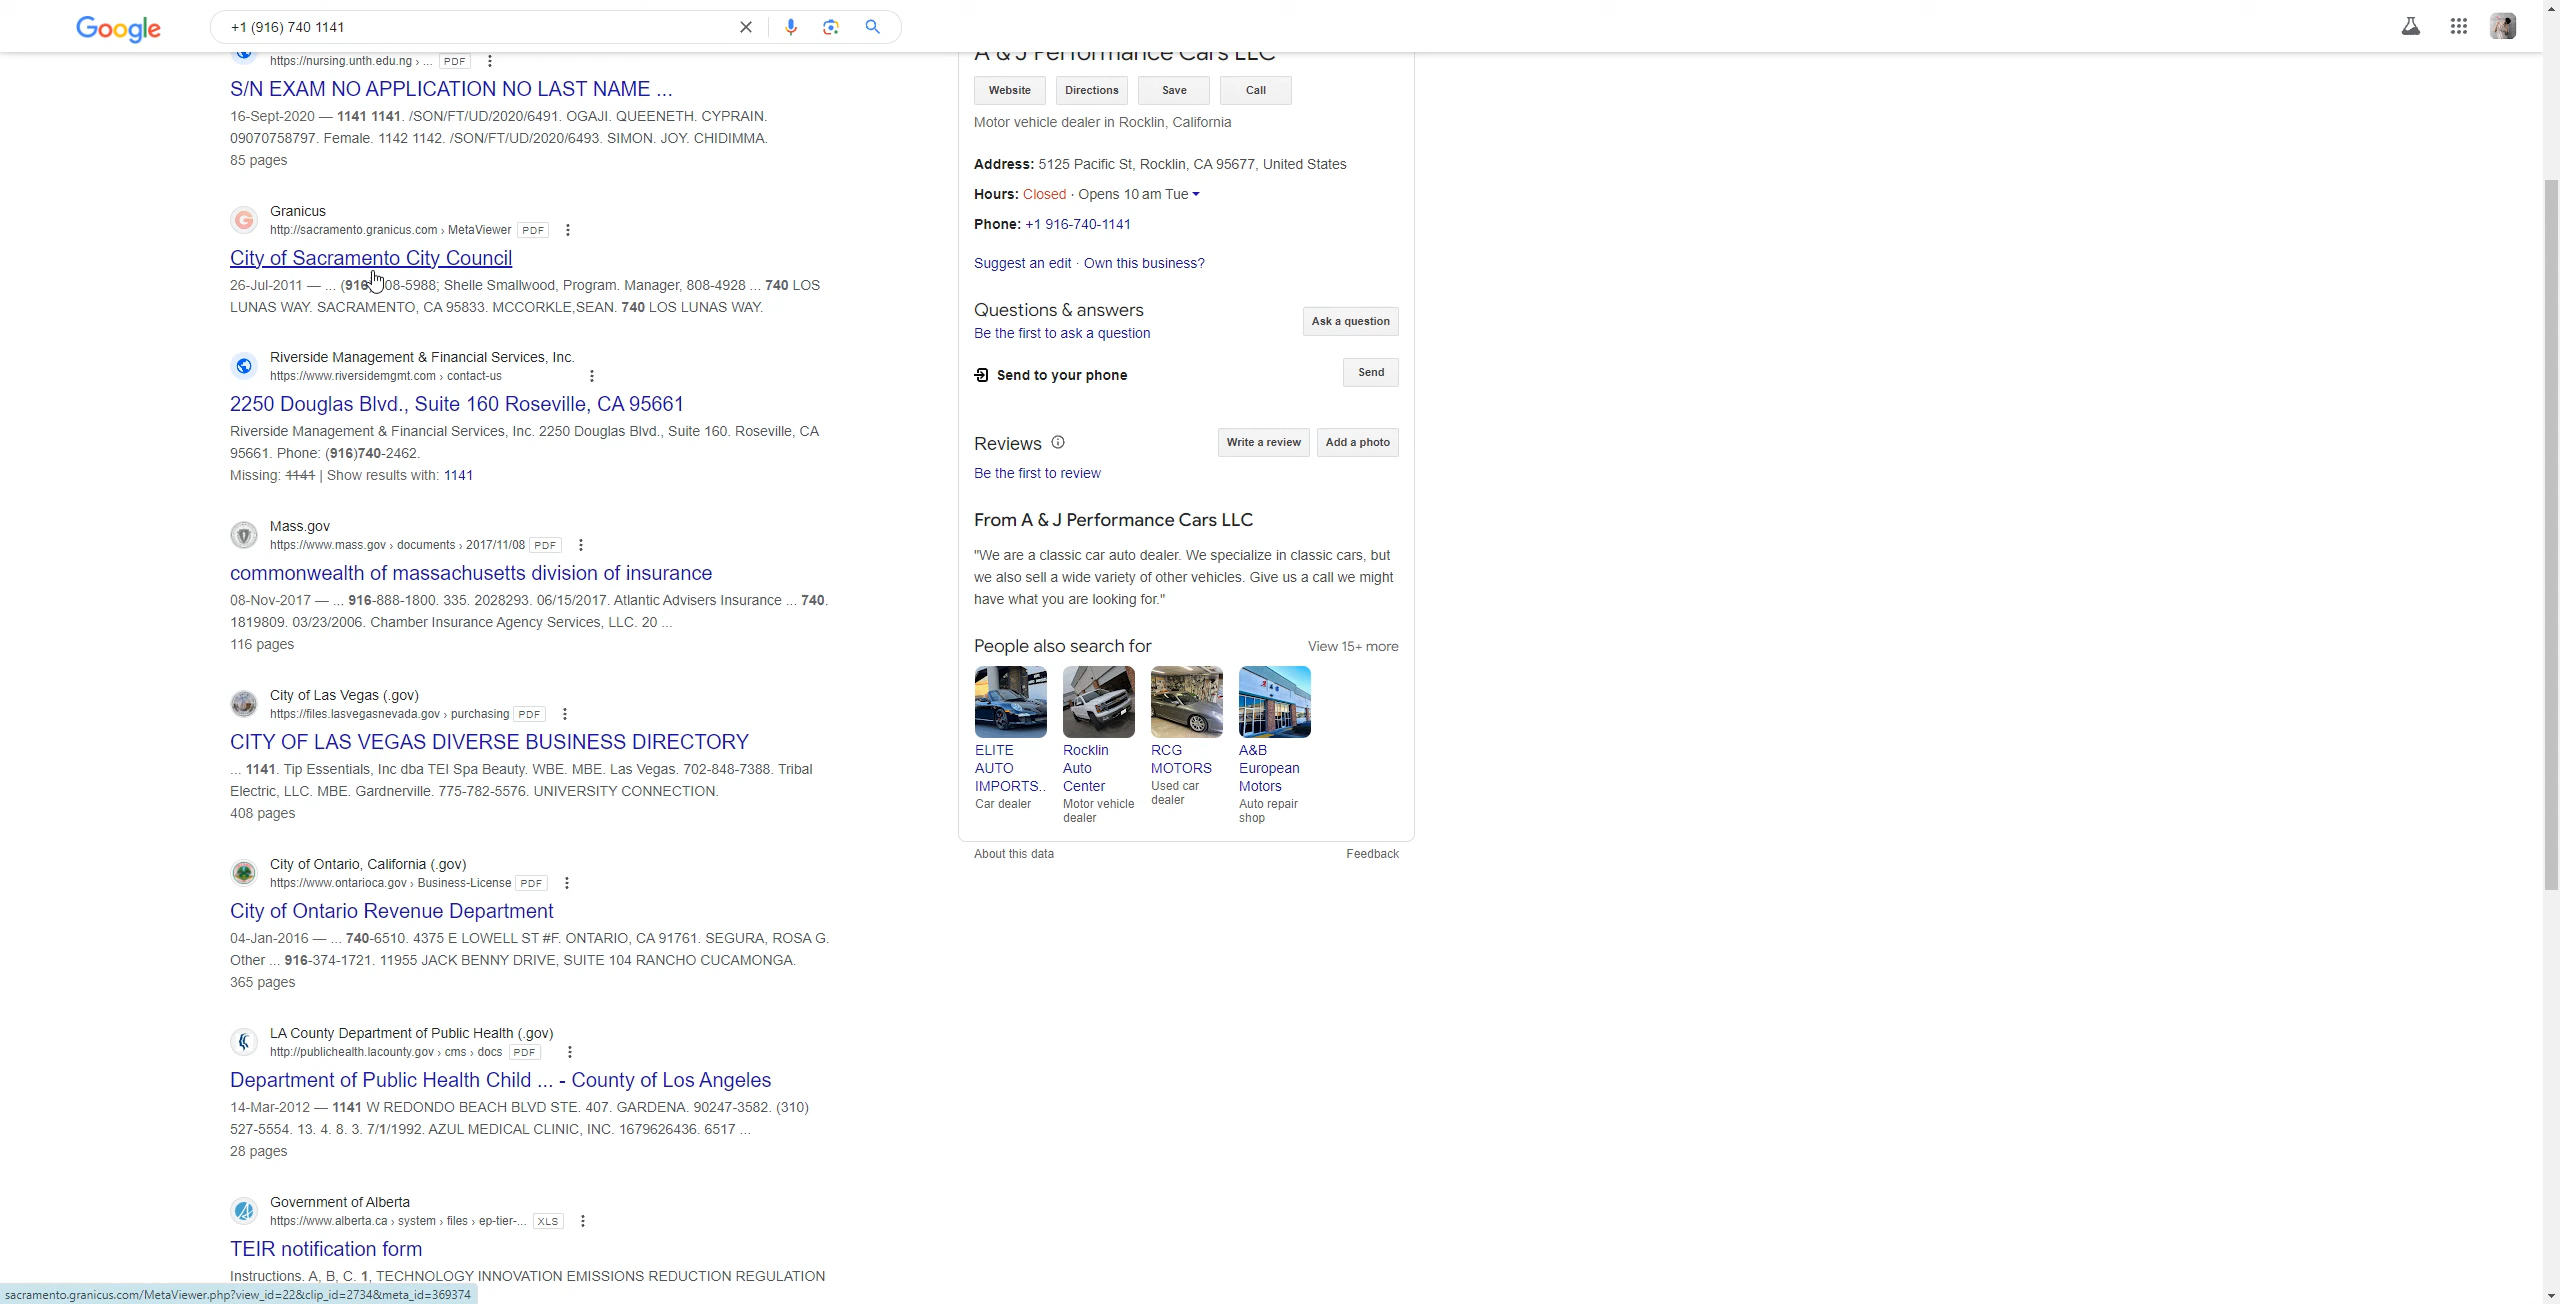 Google
+1 (916) 740 1141
https://nursing.unth.edu.ng › ... PDF
S/N EXAM NO APPLICATION NO LAST NAME ...
16-Sept-2020 — 1141 1141. /SON/FT/UD/2020/6491. OGAJI. QUEENETH. CYPRAIN.
09070758797. Female. 1142 1142. /SON/FT/UD/2020/6493. SIMON. JOY. CHIDIMMA.
85 pages
Granicus
http://sacramento.granicus.com › MetaViewer PDF
City of Sacramento City Council
26-Jul-2011 — ... (916 08-5988; Shelle Smallwood, Program. Manager, 808-4928 ... 740 LOS
LUNAS WAY. SACRAMENTO, CA 95833. MCCORKLE,SEAN. 740 LOS LUNAS WAY.
Riverside Management & Financial Services, Inc.
https://www.riversidemgmt.com › contact-us
2250 Douglas Blvd., Suite 160 Roseville, CA 95661
Riverside Management & Financial Services, Inc. 2250 Douglas Blvd., Suite 160. Roseville, CA
95661. Phone: (916)740-2462.
Missing: 1141 | Show results with: 1141
Mass.gov
https://www.mass.gov › documents › 2017/11/08 PDF
commonwealth of massachusetts division of insurance
08-Nov-2017 — ... 916-888-1800. 335. 2028293. 06/15/2017. Atlantic Advisers Insurance ... 740.
1819809. 03/23/2006. Chamber Insurance Agency Services, LLC. 20 ...
116 pages
City of Las Vegas (.gov)
https://files.lasvegasnevada.gov › purchasing PDF
CITY OF LAS VEGAS DIVERSE BUSINESS DIRECTORY
... 1141. Tip Essentials, Inc dba TEI Spa Beauty. WBE. MBE. Las Vegas. 702-848-7388. Tribal
Electric, LLC. MBE. Gardnerville. 775-782-5576. UNIVERSITY CONNECTION.
408 pages
City of Ontario, California (.gov)
https://www.ontarioca.gov › Business-License PDF
City of Ontario Revenue Department
04-Jan-2016 — ... 740-6510. 4375 E LOWELL ST #F. ONTARIO, CA 91761. SEGURA, ROSA G.
Other ... 916-374-1721. 11955 JACK BENNY DRIVE, SUITE 104 RANCHO CUCAMONGA.
365 pages
LA County Department of Public Health (.gov)
http://publichealth.lacounty.gov › cms › docs PDF
Department of Public Health Child ... - County of Los Angeles
14-Mar-2012 — 1141 W REDONDO BEACH BLVD STE. 407. GARDENA. 90247-3582. (310)
527-5554. 13. 4. 8. 3. 7/1/1992. AZUL MEDICAL CLINIC, INC. 1679626436. 6517 ...
28 pages
Government of Alberta
https://www.alberta.ca › system › files › ep-tier-... XLS
TEIR notification form
Instructions. A, B, C. 1, TECHNOLOGY INNOVATION EMISSIONS REDUCTION REGULATION
sacramento.granicus.com/MetaViewer.php?view_id=22&clip_id=2734&meta_id=369374
A & J Performance Cars LLC
Website Directions Save Call
Motor vehicle dealer in Rocklin, California
Address: 5125 Pacific St, Rocklin, CA 95677, United States
Hours: Closed · Opens 10 am Tue
Phone: +1 916-740-1141
Suggest an edit · Own this business?
Questions & answers
Be the first to ask a question
Ask a question
Send to your phone
Send
Reviews
Write a review Add a photo
Be the first to review
From A & J Performance Cars LLC
"We are a classic car auto dealer. We specialize in classic cars, but
we also sell a wide variety of other vehicles. Give us a call we might
have what you are looking for."
People also search for
View 15+ more
ELITE
AUTO
IMPORTS..
Car dealer
Rocklin
Auto
Center
Motor vehicle
dealer
RCG
MOTORS
Used car
dealer
A&B
European
Motors
Auto repair
shop
About this data
Feedback